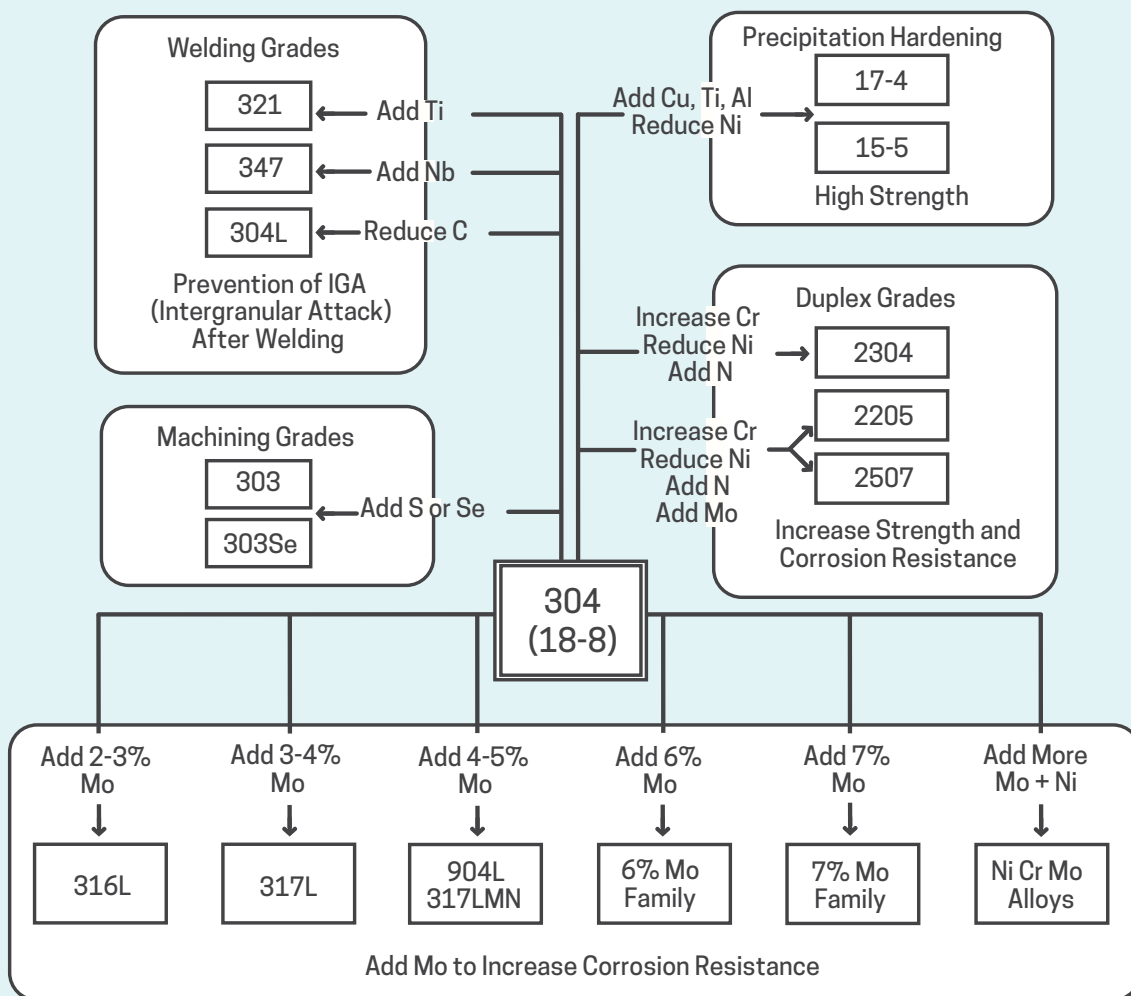 Welding Grades
321
Add Ti
347
Add Nb
304L
Reduce C
Prevention of IGA
(Intergranular Attack)
After Welding
Machining Grades
303
303Se
Add S or Se
Precipitation Hardening
17-4
15-5
High Strength
Add Cu, Ti, Al
Reduce Ni
Duplex Grades
Increase Cr
Reduce Ni
Add N
2304
Increase Cr
Reduce Ni
Add N
Add Mo
2205
2507
Increase Strength and
Corrosion Resistance
304
(18-8)
Add 2-3%
Mo
316L
Add 3-4%
Mo
317L
Add 4-5%
Mo
904L
317LMN
Add 6%
Mo
6% Mo
Family
Add 7%
Mo
7% Mo
Family
Add More
Mo + Ni
Ni Cr Mo
Alloys
Add Mo to Increase Corrosion Resistance